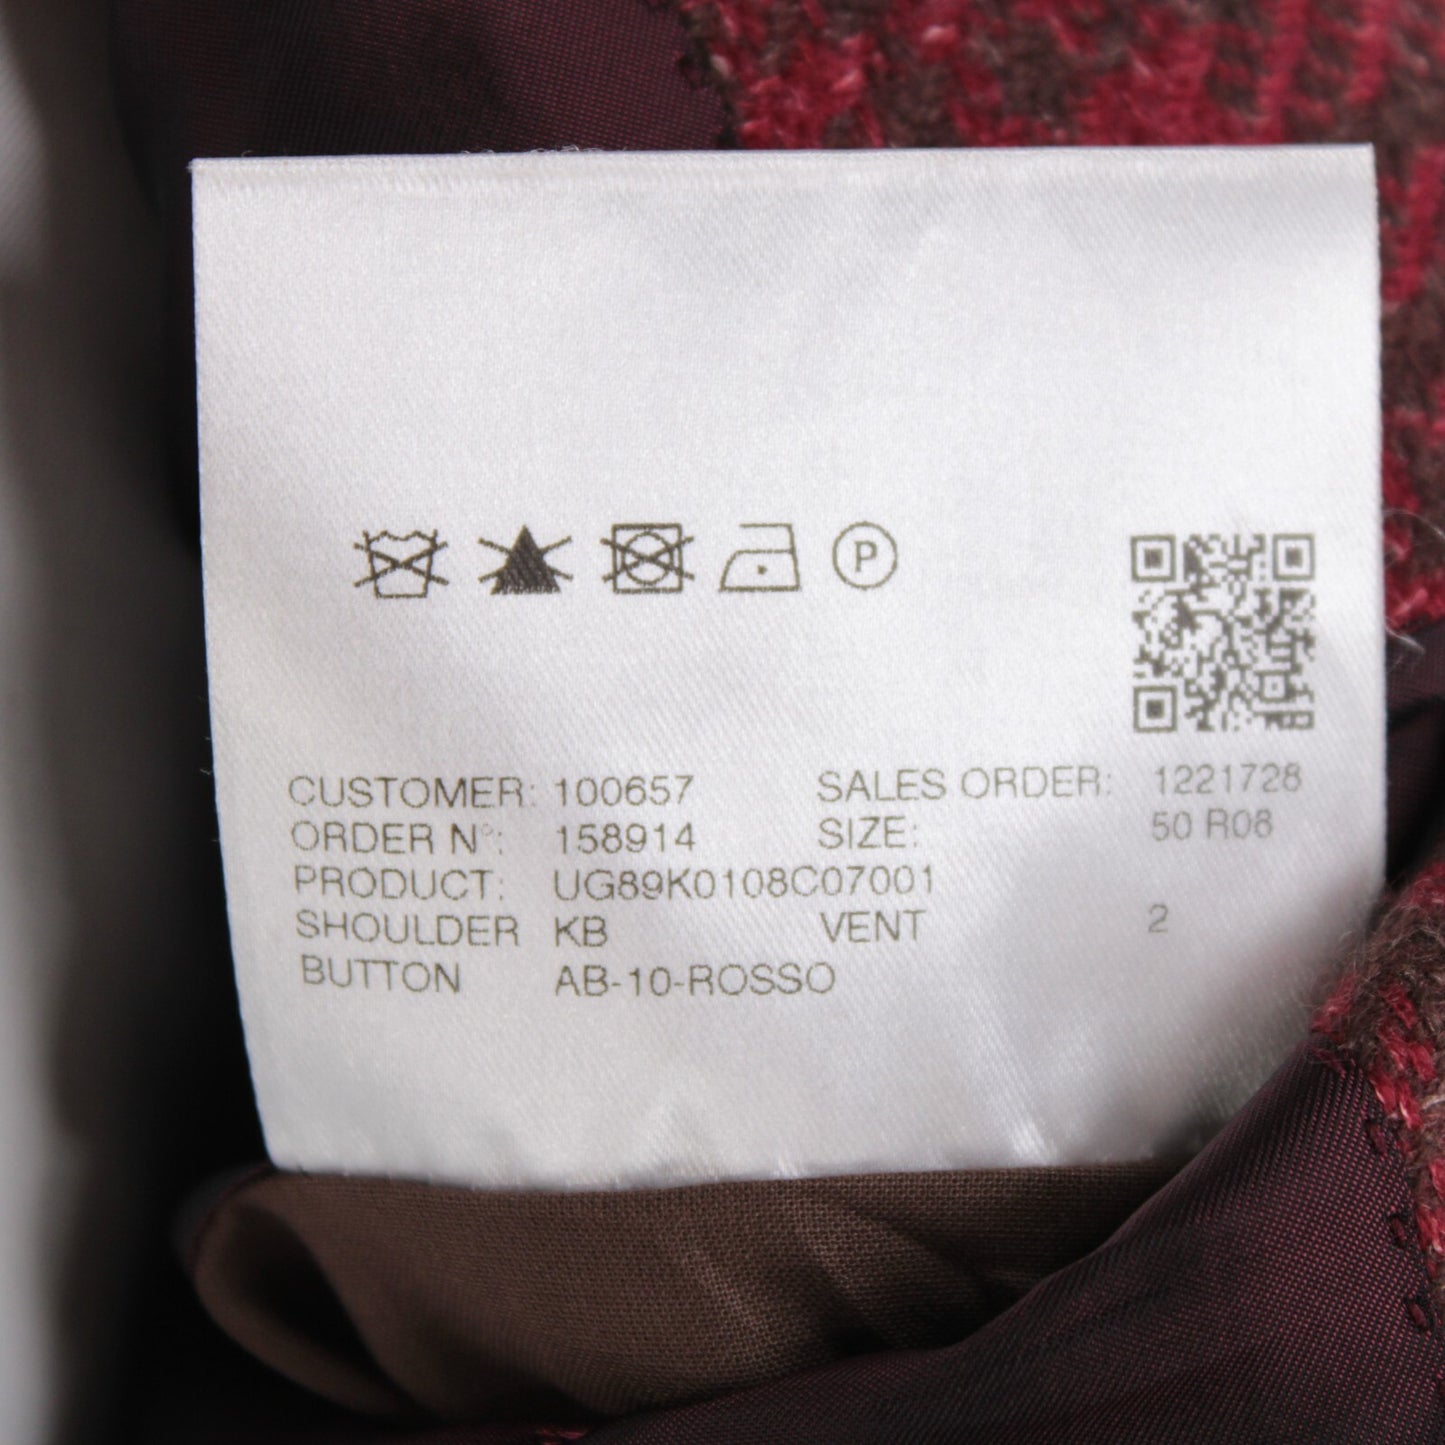 P
CUSTOMER: 100657 SALES ORDER: 1221728
ORDER N°: 158914 SIZE: 50 R08
PRODUCT: UG89K0108C07001
SHOULDER KB VENT 2
BUTTON AB-10-ROSSO